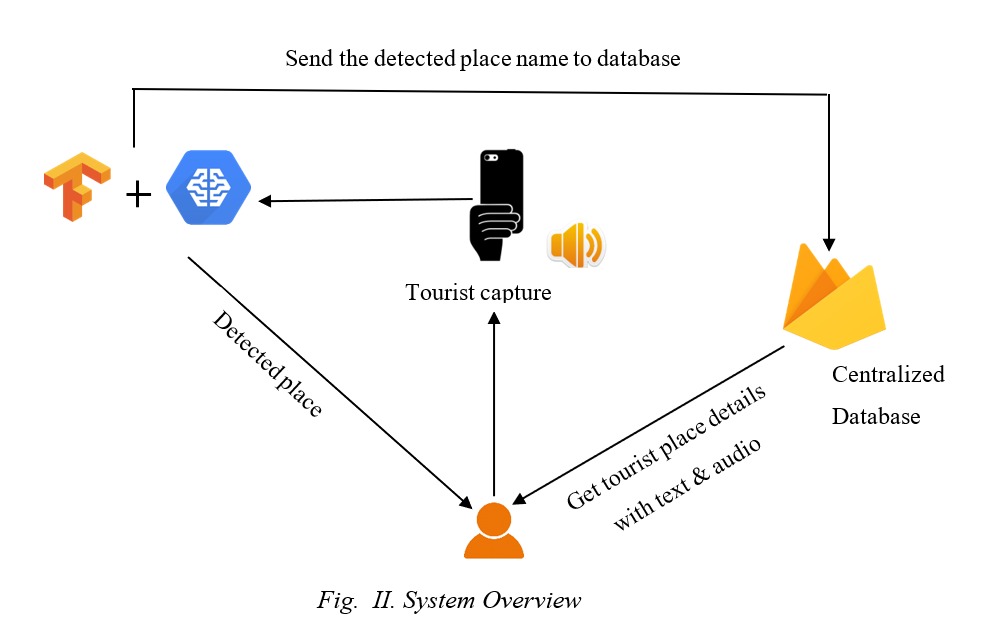 Send the detected place name to database
Tourist capture
Detected place
Centralized
Database
Get tourist place details
with text & audio
Fig. II. System Overview